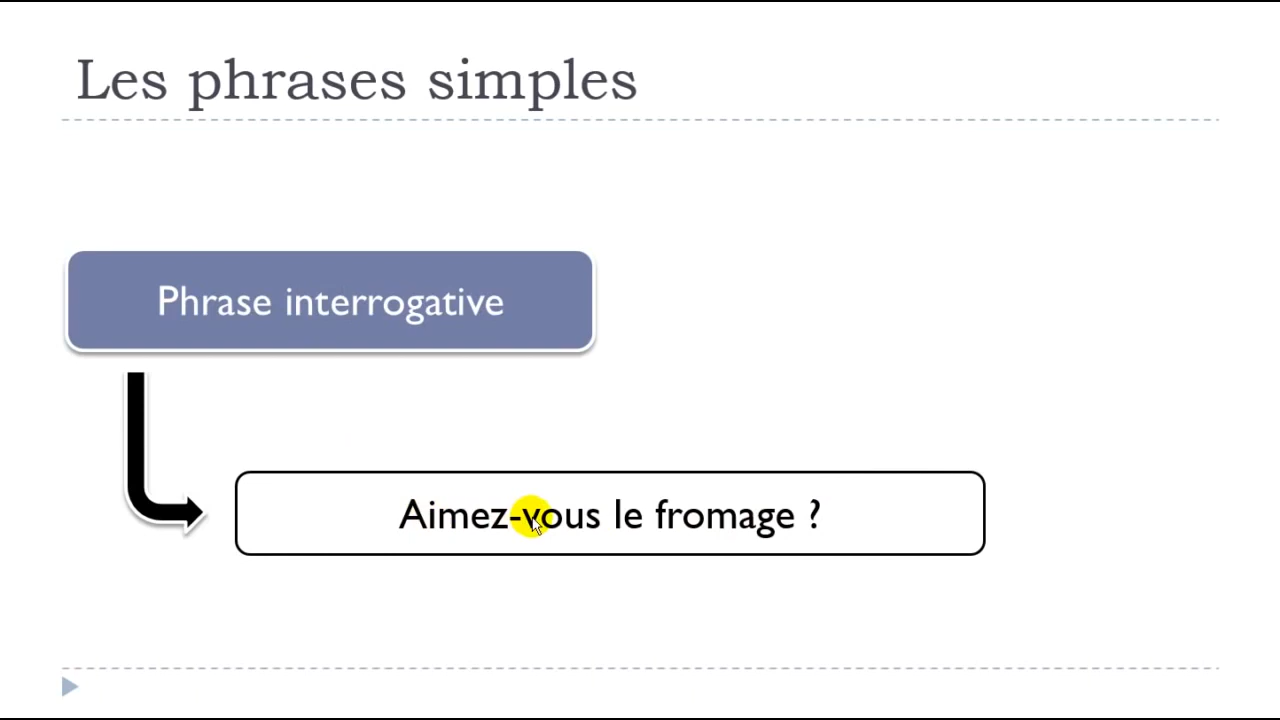 Les phrases simples
Phrase interrogative
Aimez-vous le fromage ?